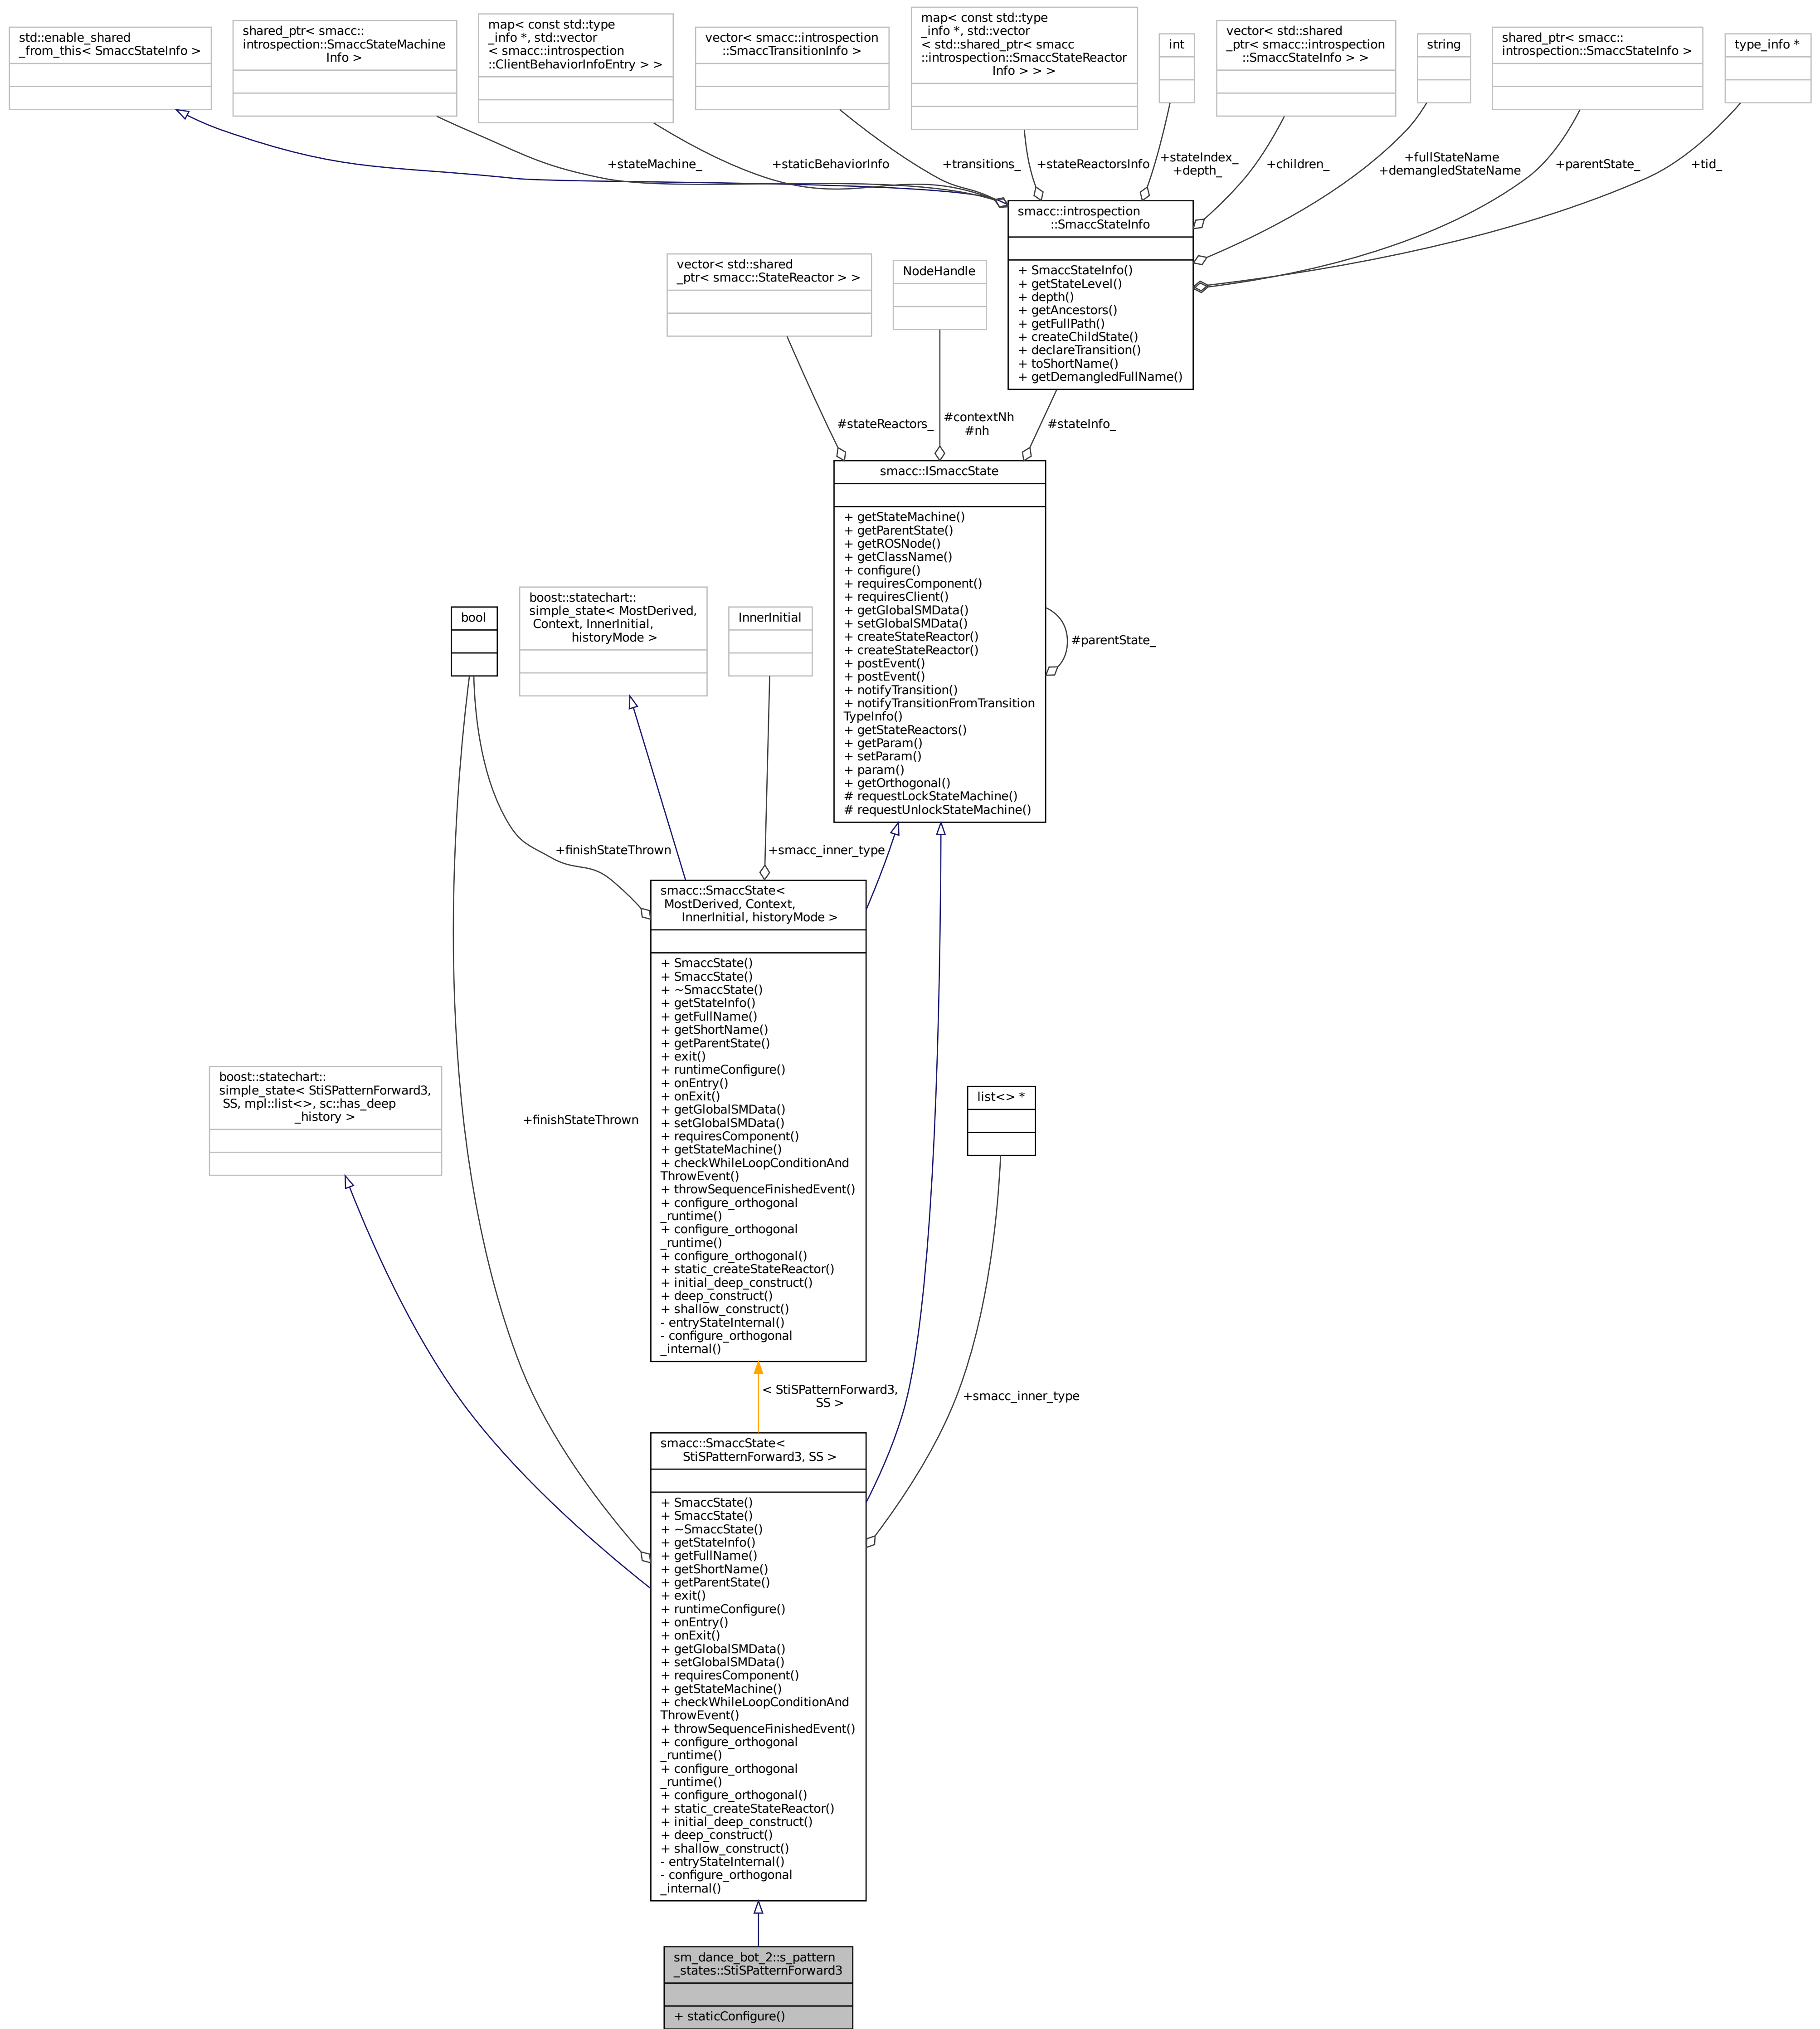 std::enable_shared
_from_this< SmaccStateInfo >
shared_ptr< smacc::
introspection::SmaccStateMachine
Info >
map< const std::type
_info *, std::vector
< smacc::introspection
::ClientBehaviorInfoEntry > >
vector< smacc::introspection
::SmaccTransitionInfo >
map< const std::type
_info *, std::vector
< std::shared_ptr< smacc
::introspection::SmaccStateReactor
Info > > >
int
vector< std::shared
_ptr< smacc::introspection
::SmaccStateInfo > >
string
shared_ptr< smacc::
introspection::SmaccStateInfo >
type_info *
+stateMachine_
+staticBehaviorInfo
+transitions_
+stateReactorsInfo
+stateIndex_
+depth_
+children_
+fullStateName
+demangledStateName
+parentState_
+tid_
smacc::introspection
::SmaccStateInfo
+ SmaccStateInfo()
+ getStateLevel()
+ depth()
+ getAncestors()
+ getFullPath()
+ createChildState()
+ declareTransition()
+ toShortName()
+ getDemangledFullName()
vector< std::shared
_ptr< smacc::StateReactor > >
NodeHandle
#stateReactors_
#contextNh
#nh
#stateInfo_
smacc::ISmaccState
+ getStateMachine()
+ getParentState()
+ getROSNode()
+ getClassName()
+ configure()
+ requiresComponent()
+ requiresClient()
+ getGlobalSMData()
+ setGlobalSMData()
+ createStateReactor()
+ createStateReactor()
+ postEvent()
+ postEvent()
+ notifyTransition()
+ notifyTransitionFromTransition
TypeInfo()
+ getStateReactors()
+ getParam()
+ setParam()
+ param()
+ getOrthogonal()
# requestLockStateMachine()
# requestUnlockStateMachine()
#parentState_
bool
boost::statechart::
simple_state< MostDerived,
Context, InnerInitial,
historyMode >
InnerInitial
+finishStateThrown
+smacc_inner_type
smacc::SmaccState<
MostDerived, Context,
InnerInitial, historyMode >
+ SmaccState()
+ SmaccState()
+ ~SmaccState()
+ getStateInfo()
+ getFullName()
+ getShortName()
+ getParentState()
+ exit()
+ runtimeConfigure()
+ onEntry()
+ onExit()
+ getGlobalSMData()
+ setGlobalSMData()
+ requiresComponent()
+ getStateMachine()
+ checkWhileLoopConditionAnd
ThrowEvent()
+ throwSequenceFinishedEvent()
+ configure_orthogonal
_runtime()
+ configure_orthogonal
_runtime()
+ configure_orthogonal()
+ static_createStateReactor()
+ initial_deep_construct()
+ deep_construct()
+ shallow_construct()
- entryStateInternal()
- configure_orthogonal
_internal()
boost::statechart::
simple_state< StiSPatternForward3,
SS, mpl::list<>, sc::has_deep
_history >
+finishStateThrown
list<> *
< StiSPatternForward3,
SS >
+smacc_inner_type
smacc::SmaccState<
StiSPatternForward3, SS >
+ SmaccState()
+ SmaccState()
+ ~SmaccState()
+ getStateInfo()
+ getFullName()
+ getShortName()
+ getParentState()
+ exit()
+ runtimeConfigure()
+ onEntry()
+ onExit()
+ getGlobalSMData()
+ setGlobalSMData()
+ requiresComponent()
+ getStateMachine()
+ checkWhileLoopConditionAnd
ThrowEvent()
+ throwSequenceFinishedEvent()
+ configure_orthogonal
_runtime()
+ configure_orthogonal
_runtime()
+ configure_orthogonal()
+ static_createStateReactor()
+ initial_deep_construct()
+ deep_construct()
+ shallow_construct()
- entryStateInternal()
- configure_orthogonal
_internal()
sm_dance_bot_2::s_pattern
_states::StiSPatternForward3
+ staticConfigure()